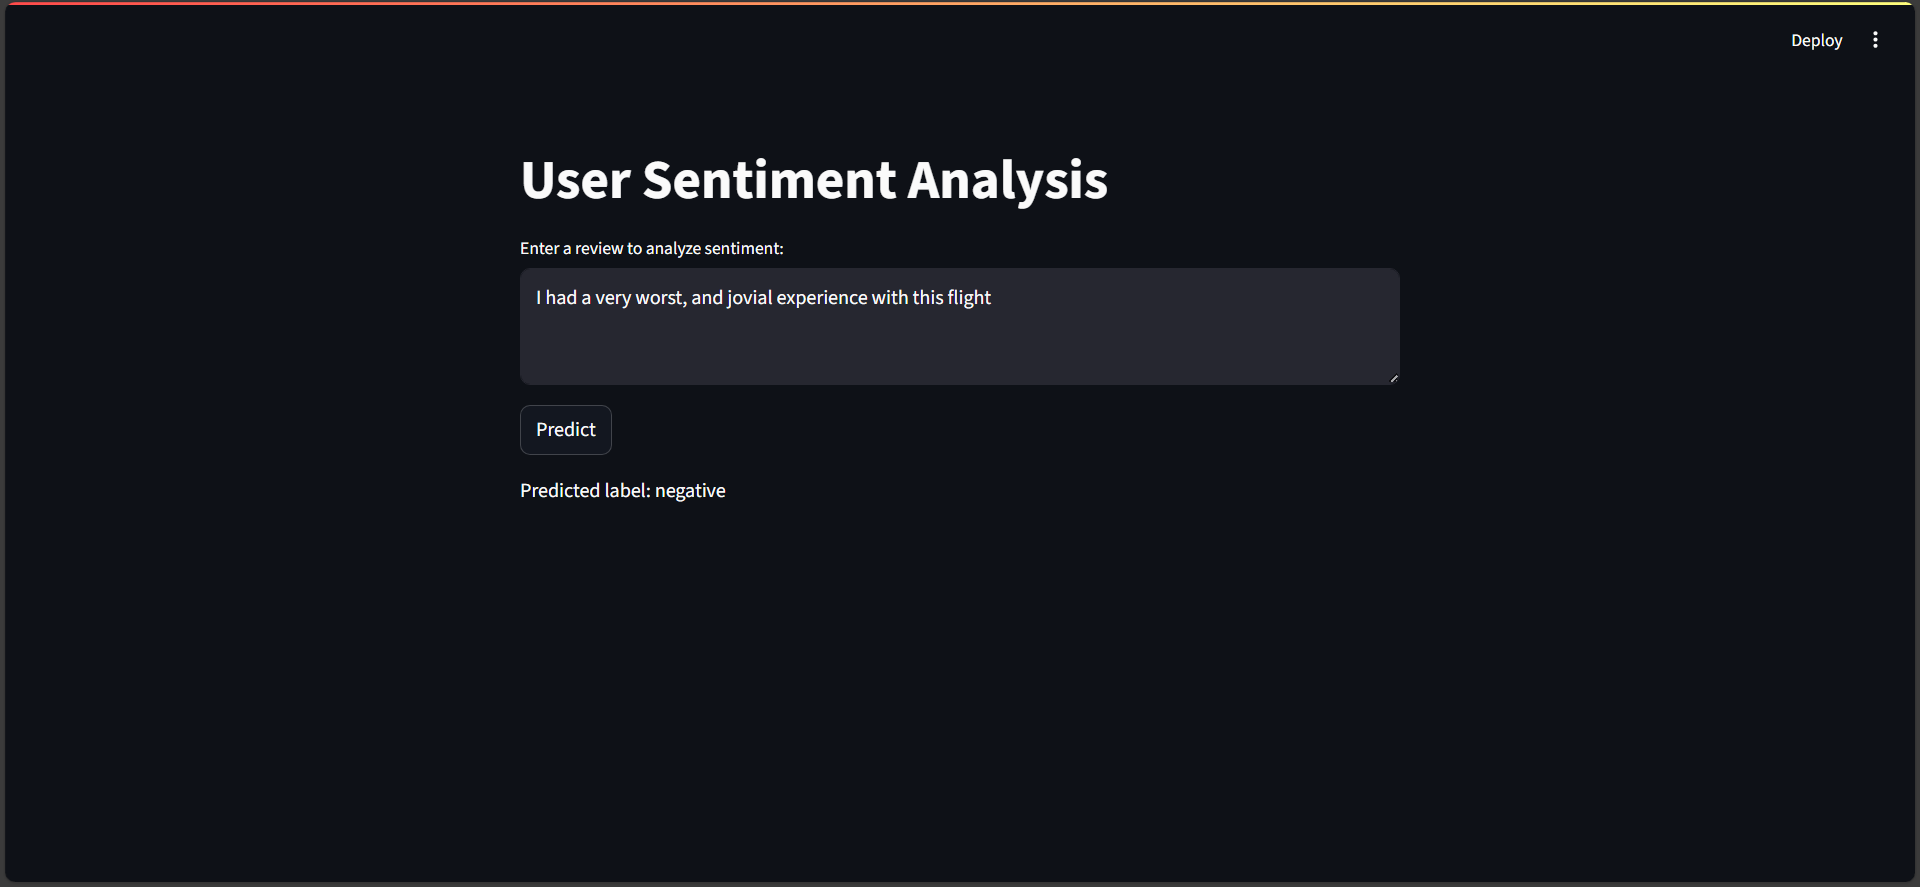 Deploy
User Sentiment Analysis
Enter a review to analyze sentiment:
I had a very worst, and jovial experience with this flight
Predict
Predicted label: negative